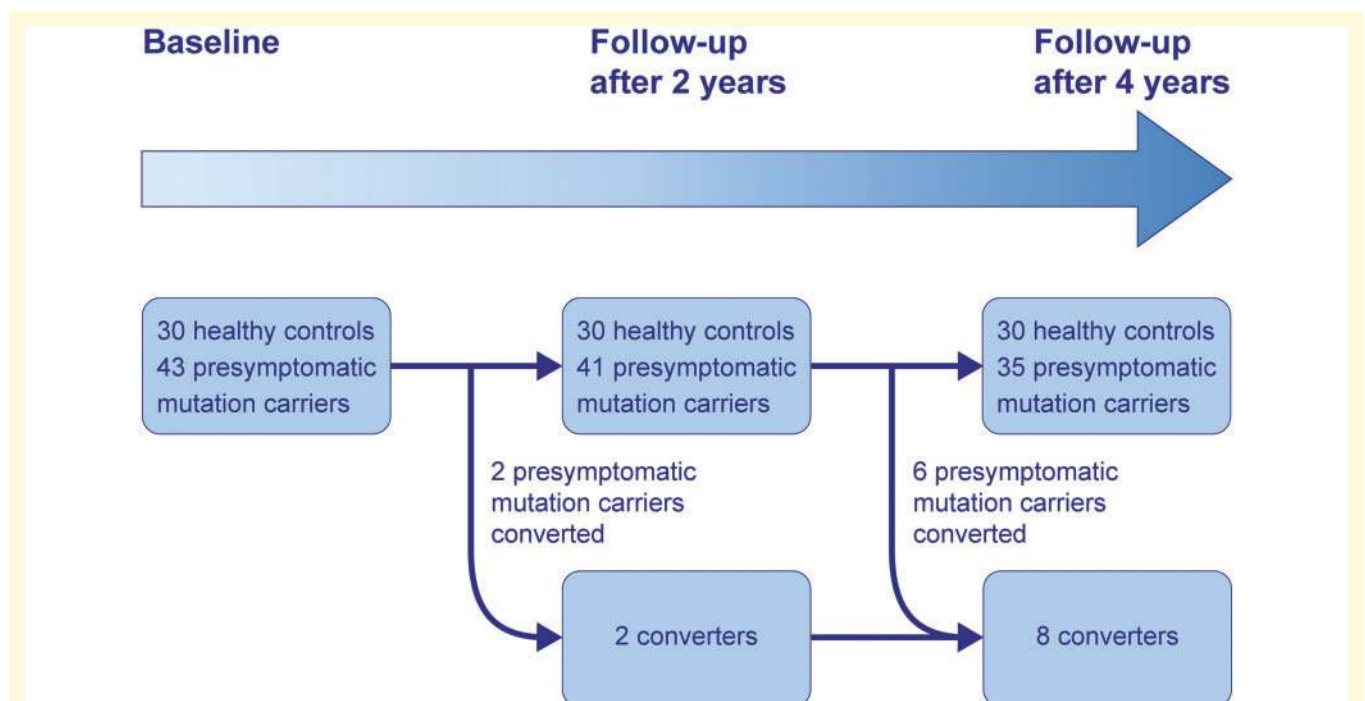 Baseline
Follow-up
after 2 years
Follow-up
after 4 years
30 healthy controls
43 presymptomatic
mutation carriers
30 healthy controls
41 presymptomatic
mutation carriers
30 healthy controls
35 presymptomatic
mutation carriers
2 presymptomatic
mutation carriers
converted
6 presymptomatic
mutation carriers
converted
2 converters
8 converters